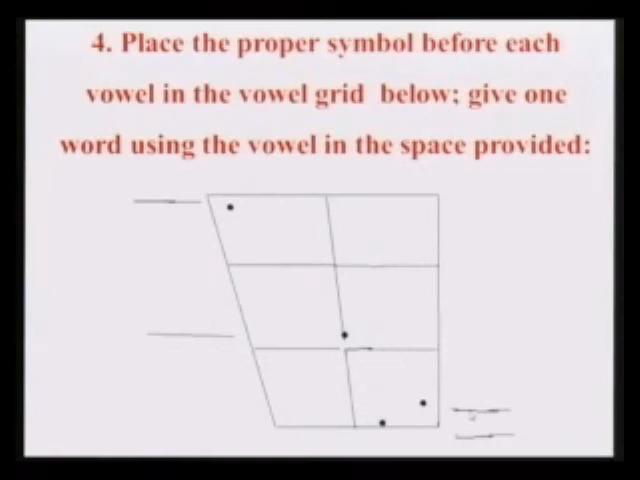 4. Place the proper symbol before each
vowel in the vowel grid below; give one
word using the vowel in the space provided: